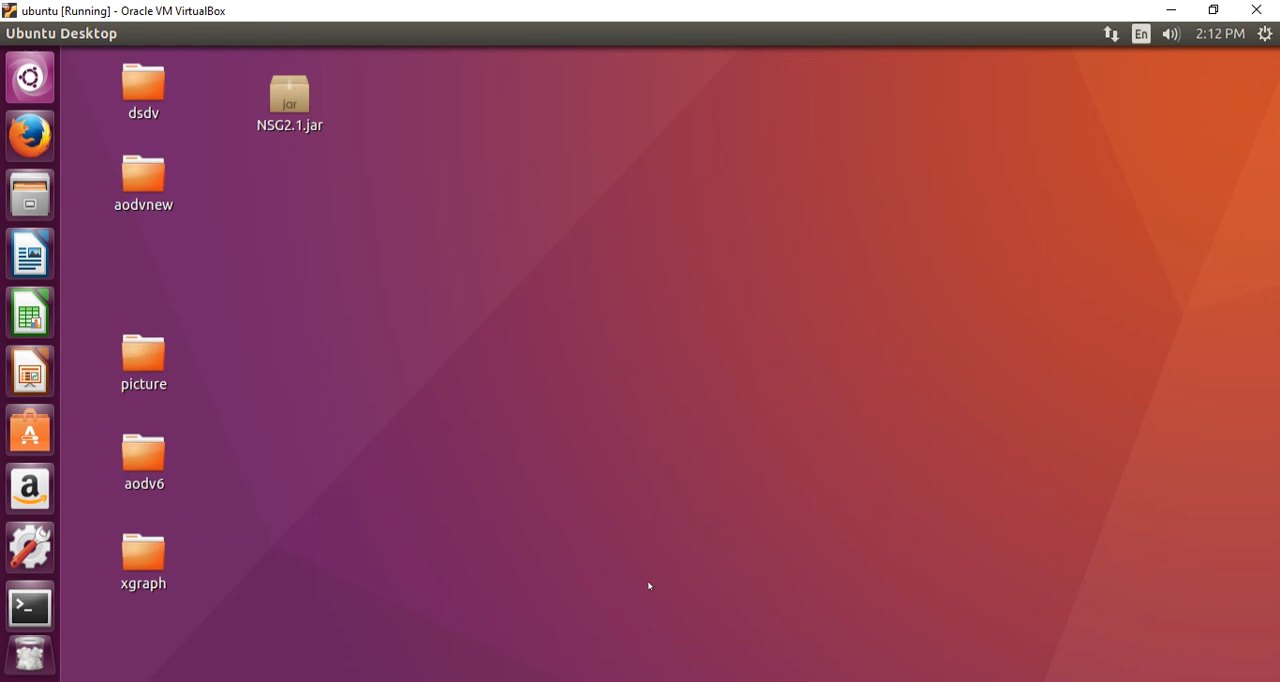 ubuntu [Running] - Oracle VM VirtualBox
Ubuntu Desktop
En
2:12 PM
dsdv
jar
NSG2.1.jar
aodvnew
picture
aodv6
a
xgraph
>_